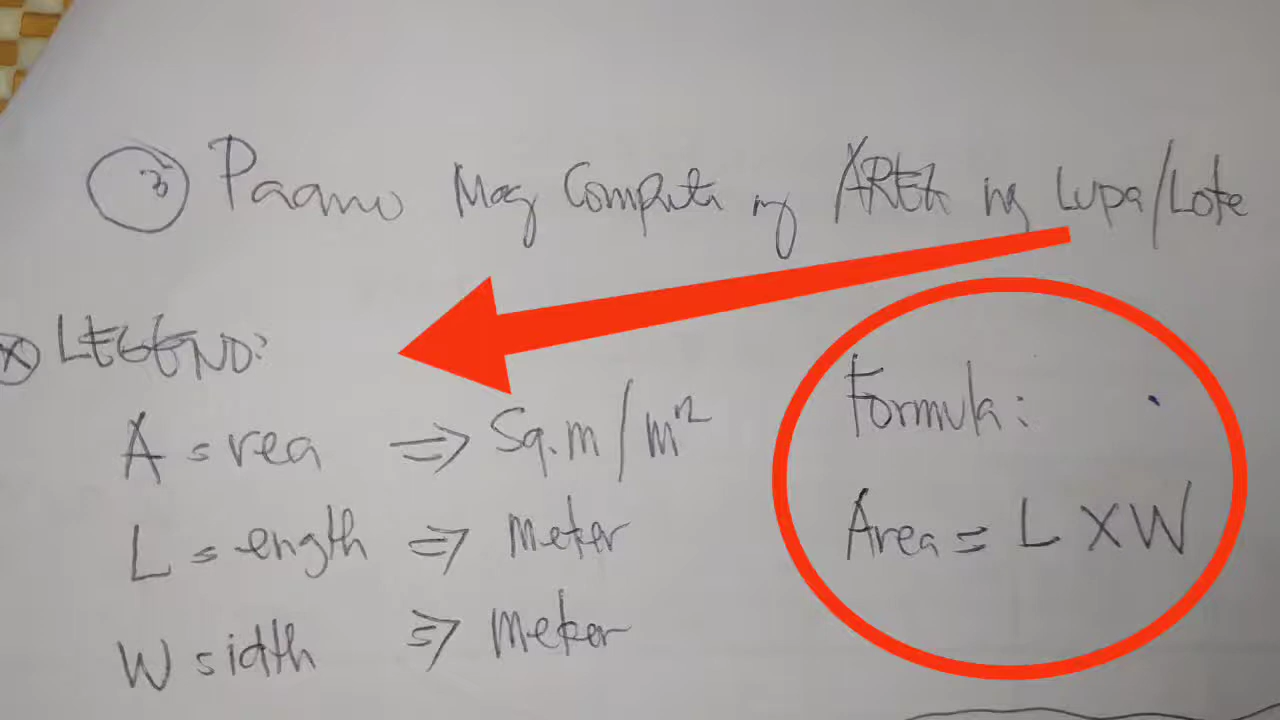 3 Paano Mag Compute ng AREA ng Lupa/Lote
LEGEND:
A = rea => Sq.m/m²
L = ength => Meter
W = idth => Meter
Formula:
Area = L X W